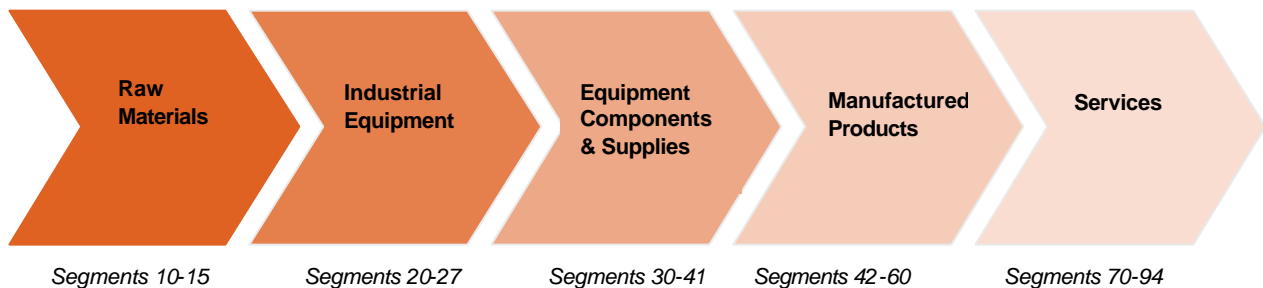 Raw
Materials
Industrial
Equipment
Equipment
Components
& Supplies
Manufactured
Products
Services
Segments 10-15
Segments 20-27
Segments 30-41
Segments 42-60
Segments 70-94